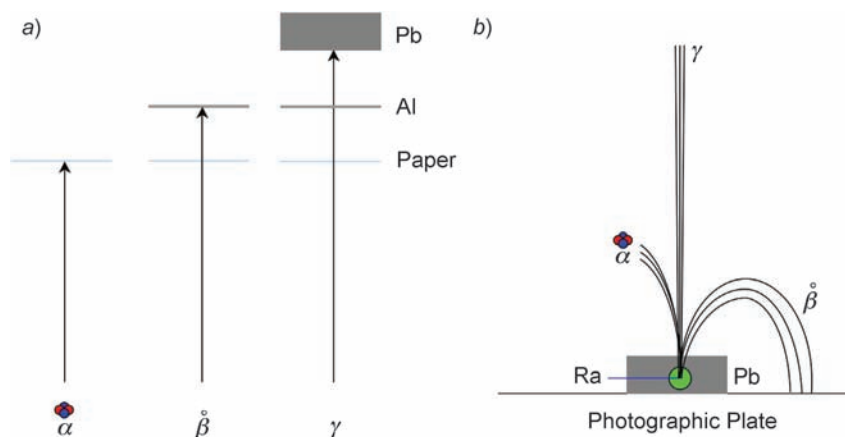 a)
Pb
Al
Paper
α
β̊
γ
b)
γ
α
β̊
Ra
Pb
Photographic Plate